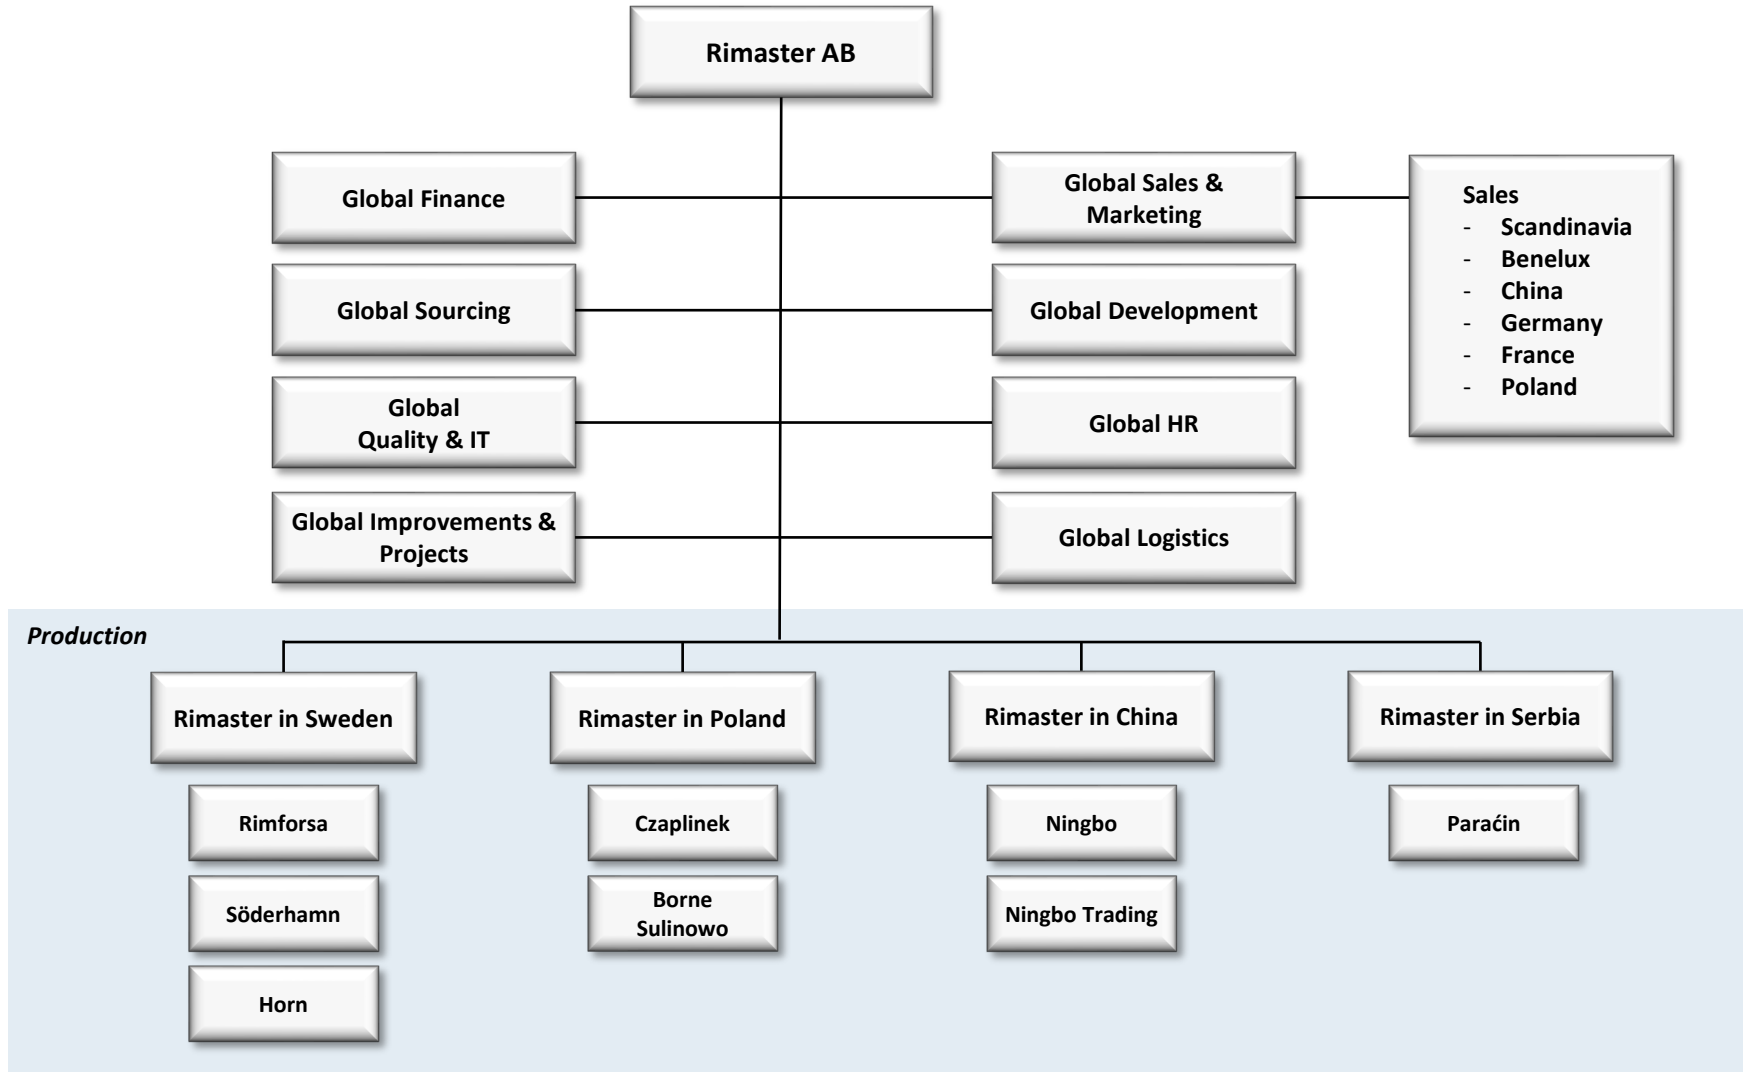 Rimaster AB
Global Finance
Global Sales &
Marketing
Sales
- Scandinavia
- Benelux
- China
- Germany
- France
- Poland
Global Sourcing
Global Development
Global
Quality & IT
Global HR
Global Improvements &
Projects
Global Logistics
Production
Rimaster in Sweden
Rimaster in Poland
Rimaster in China
Rimaster in Serbia
Rimforsa
Czaplinek
Ningbo
Paraćin
Söderhamn
Borne
Sulinowo
Ningbo Trading
Horn